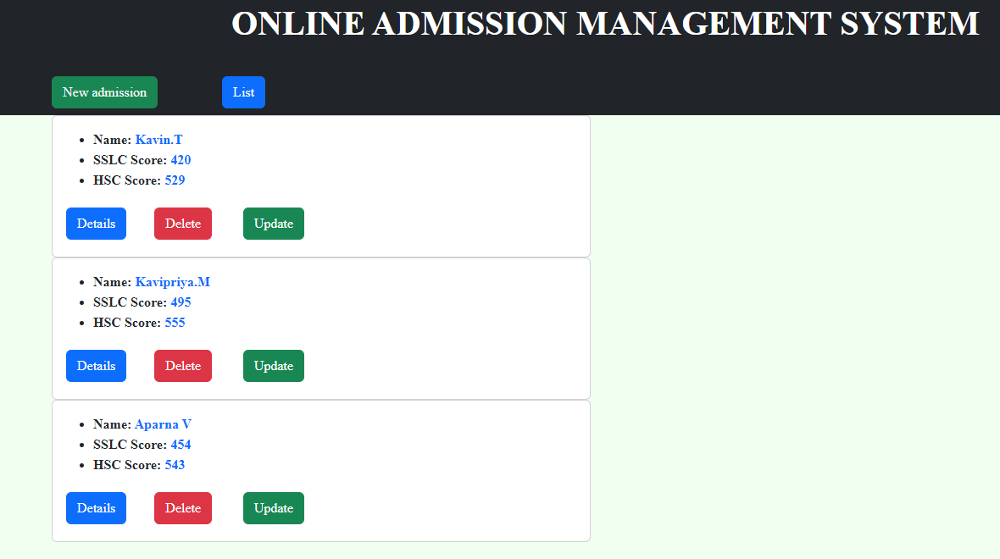 ONLINE ADMISSION MANAGEMENT SYSTEM
New admission List
Name: Kavin.T
SSLC Score: 420
HSC Score: 529
Details Delete Update
Name: Kavipriya.M
SSLC Score: 495
HSC Score: 555
Details Delete Update
Name: Aparna V
SSLC Score: 454
HSC Score: 543
Details Delete Update